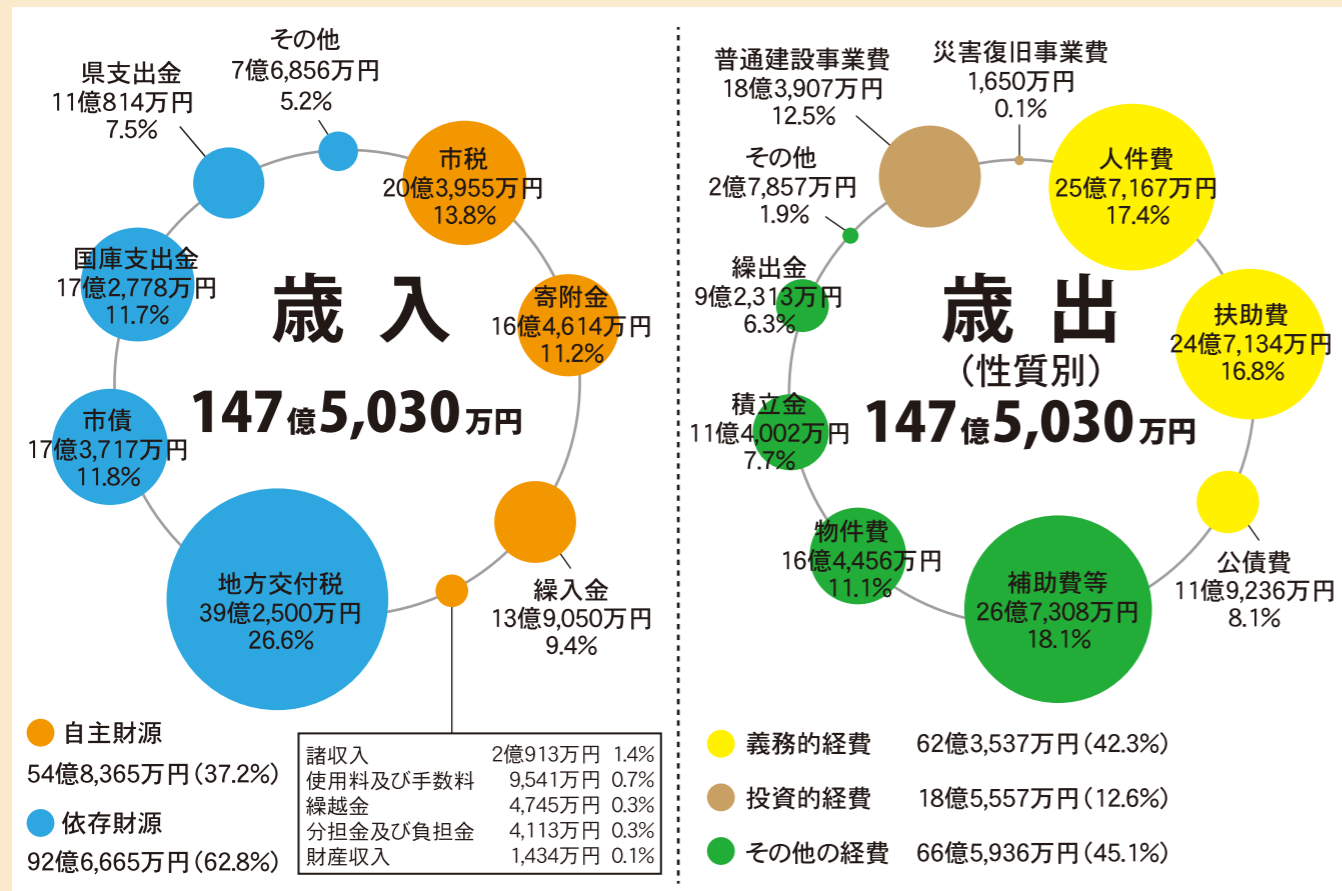 歳入
147億5,030万円
市税
20億3,955万円
13.8%
寄附金
16億4,614万円
11.2%
繰入金
13億9,050万円
9.4%
諸収入 2億913万円 1.4%
使用料及び手数料 9,541万円 0.7%
繰越金 4,745万円 0.3%
分担金及び負担金 4,113万円 0.3%
財産収入 1,434万円 0.1%
地方交付税
39億2,500万円
26.6%
市債
17億3,717万円
11.8%
国庫支出金
17億2,778万円
11.7%
県支出金
11億814万円
7.5%
その他
7億6,856万円
5.2%
自主財源
54億8,365万円(37.2%)
依存財源
92億6,665万円(62.8%)
歳出
(性質別)
147億5,030万円
人件費
25億7,167万円
17.4%
扶助費
24億7,134万円
16.8%
公債費
11億9,236万円
8.1%
補助費等
26億7,308万円
18.1%
物件費
16億4,456万円
11.1%
積立金
11億4,002万円
7.7%
繰出金
9億2,313万円
6.3%
その他
2億7,857万円
1.9%
普通建設事業費
18億3,907万円
12.5%
災害復旧事業費
1,650万円
0.1%
義務的経費 62億3,537万円(42.3%)
投資的経費 18億5,557万円(12.6%)
その他の経費 66億5,936万円(45.1%)